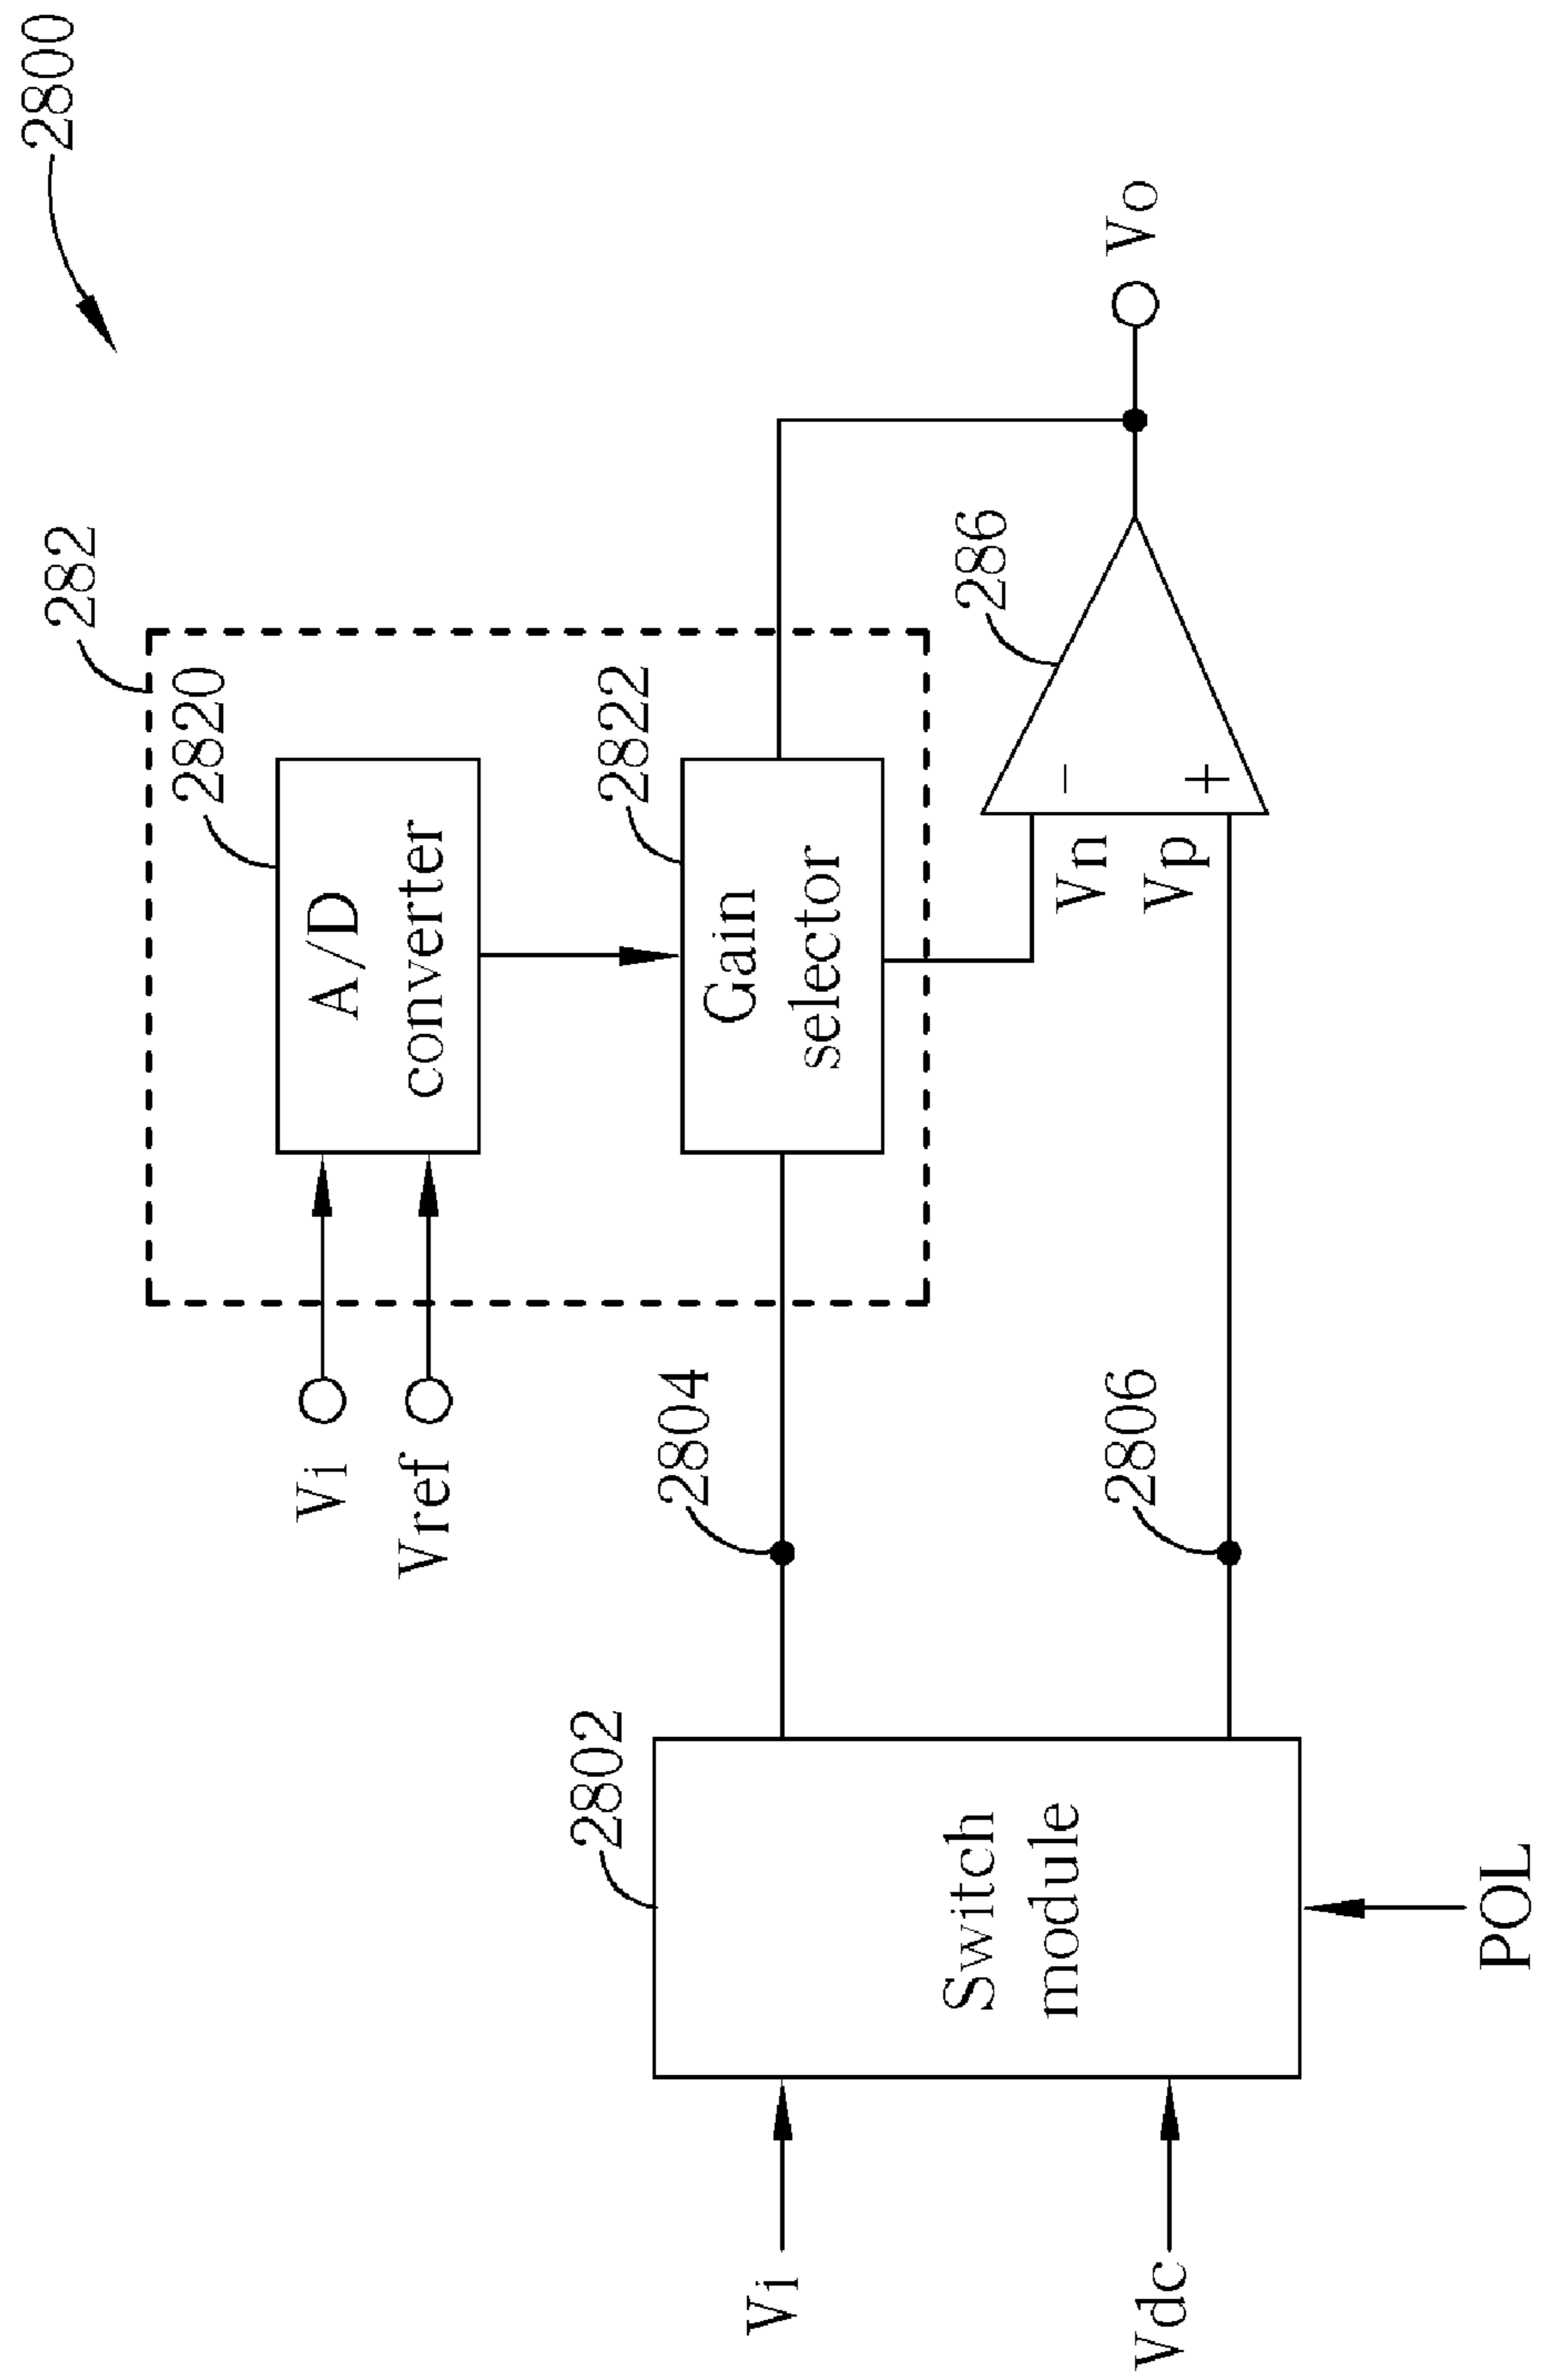 2800
282
2820
A/D
converter
Vi
Vref
2822
Gain
selector
2804
286
Vn
−
Vp
+
Vo
2806
2802
Switch
module
Vi
Vdc
POL